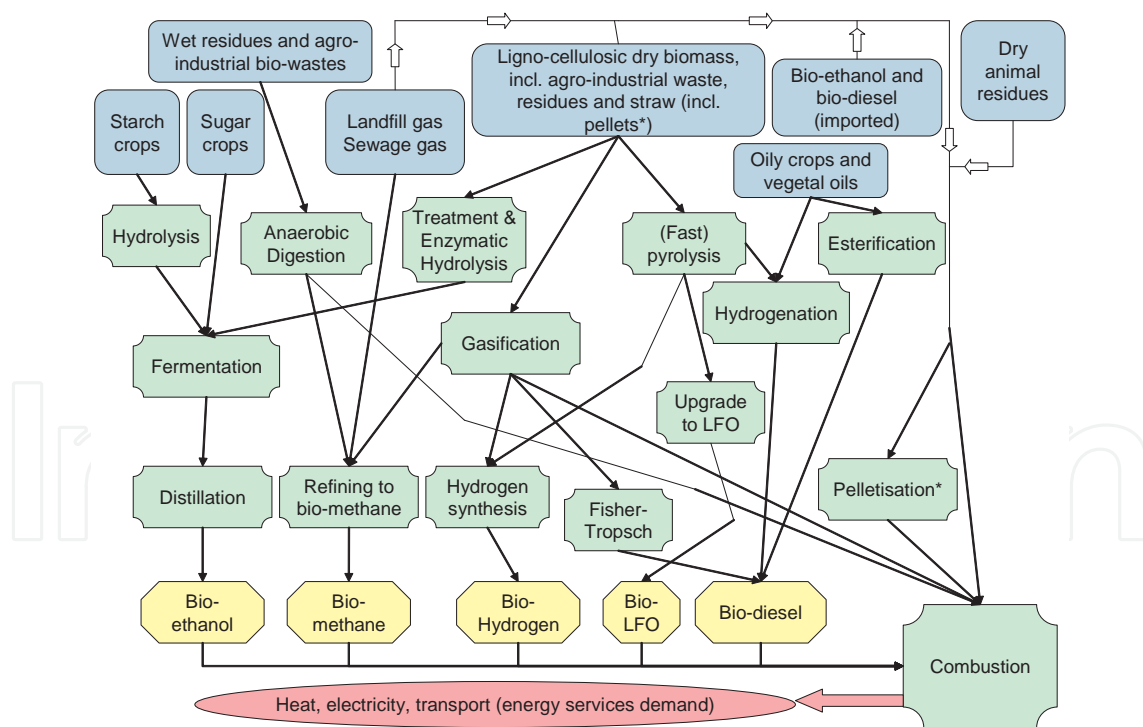 Wet residues and agro-
industrial bio-wastes
Ligno-cellulosic dry biomass,
incl. agro-industrial waste,
residues and straw (incl.
pellets*)
Bio-ethanol and
bio-diesel
(imported)
Dry
animal
residues
Starch
crops
Sugar
crops
Landfill gas
Sewage gas
Oily crops and
vegetal oils
Hydrolysis
Anaerobic
Digestion
Treatment &
Enzymatic
Hydrolysis
(Fast)
pyrolysis
Esterification
Hydrogenation
Fermentation
Gasification
Upgrade
to LFO
Distillation
Refining to
bio-methane
Hydrogen
synthesis
Fisher-
Tropsch
Pelletisation*
Bio-
ethanol
Bio-
methane
Bio-
Hydrogen
Bio-
LFO
Bio-diesel
Combustion
Heat, electricity, transport (energy services demand)